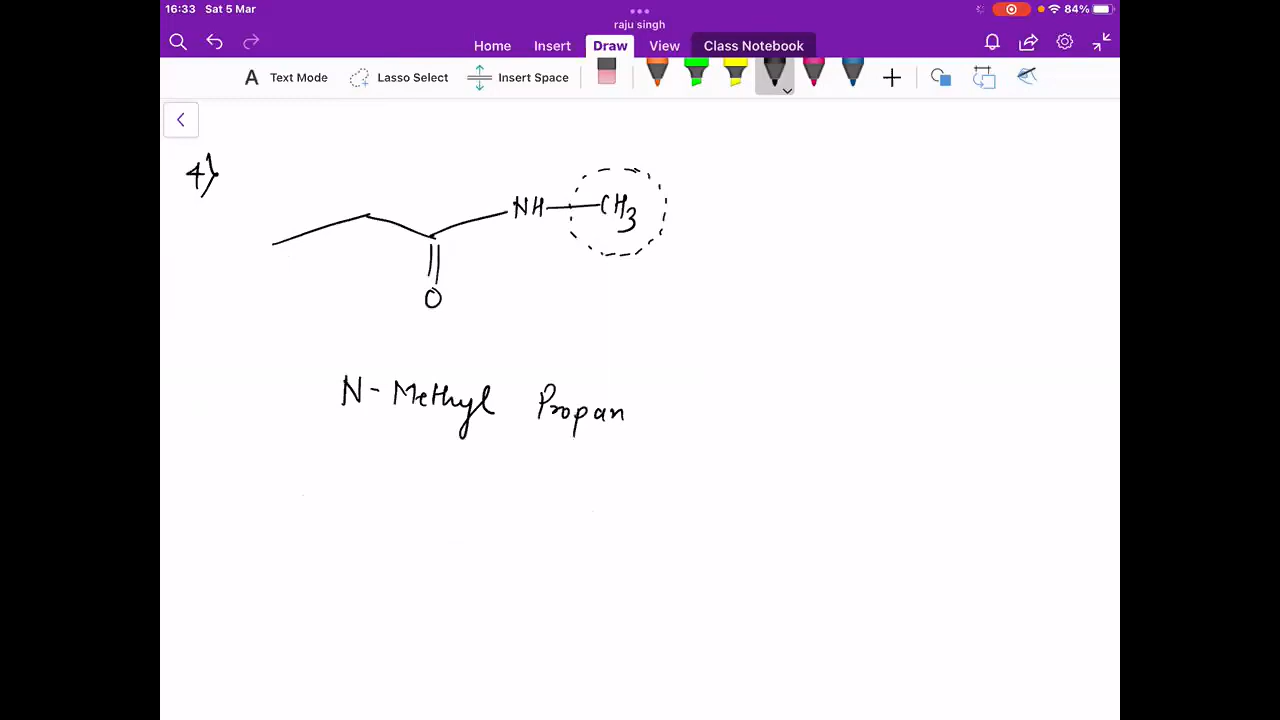 16:33 Sat 5 Mar
84%
raju singh
Home Insert Draw View Class Notebook
A Text Mode Lasso Select Insert Space
4)
NH CH3
O
N- Methyl Propan